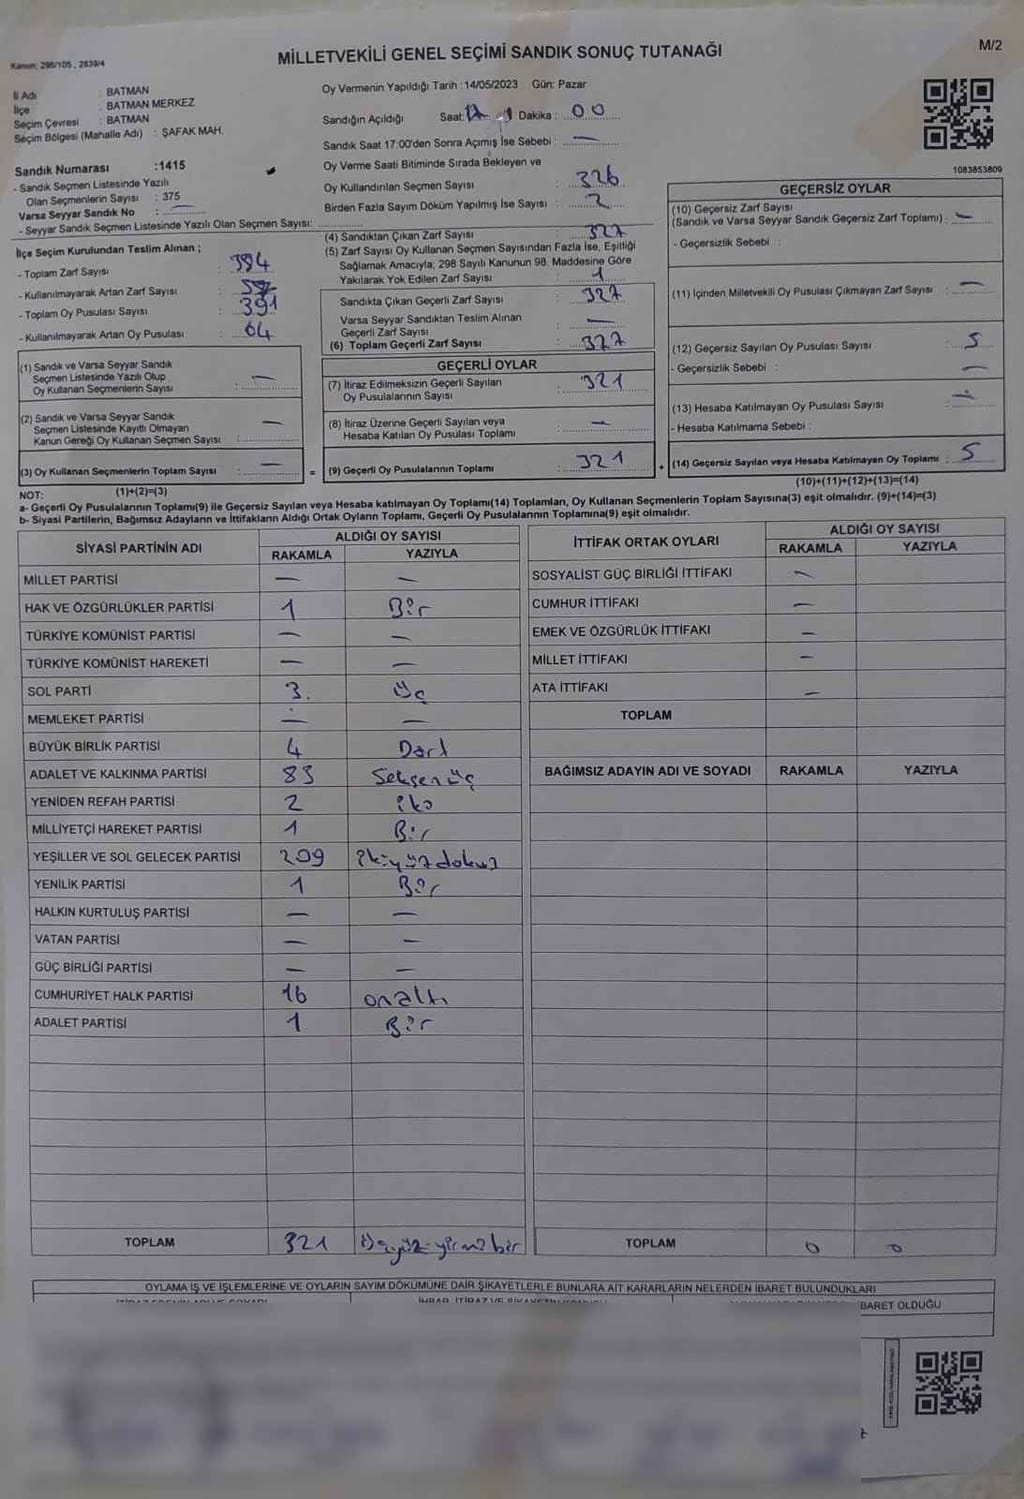 Kanun: 298/105, 2839/4
MİLLETVEKİLİ GENEL SEÇİMİ SANDIK SONUÇ TUTANAĞI
M/2
İl Adı : BATMAN
İlçe : BATMAN MERKEZ
Seçim Çevresi : BATMAN
Seçim Bölgesi (Mahalle Adı) : ŞAFAK MAH.
Sandık Numarası :1415
- Sandık Seçmen Listesinde Yazılı
Olan Seçmenlerin Sayısı : 375
Varsa Seyyar Sandık No : —
- Seyyar Sandık Seçmen Listesinde Yazılı Olan Seçmen Sayısı:
İlçe Seçim Kurulundan Teslim Alınan ;
- Toplam Zarf Sayısı : 394
- Kullanılmayarak Artan Zarf Sayısı :
- Toplam Oy Pusulası Sayısı : 391
- Kullanılmayarak Artan Oy Pusulası : 64
(1) Sandık ve Varsa Seyyar Sandık
Seçmen Listesinde Yazılı Olup
Oy Kullanan Seçmenlerin Sayısı : —
(2) Sandık ve Varsa Seyyar Sandık
Seçmen Listesinde Kayıtlı Olmayan
Kanun Gereği Oy Kullanan Seçmen Sayısı : —
(3) Oy Kullanan Seçmenlerin Toplam Sayısı : —
Oy Vermenin Yapıldığı Tarih :14/05/2023 Gün: Pazar
Sandığın Açıldığı Saat: Dakika : 00
Sandık Saat 17:00'den Sonra Açımış İse Sebebi : —
Oy Verme Saati Bitiminde Sırada Bekleyen ve
Oy Kullandırılan Seçmen Sayısı : 326
Birden Fazla Sayım Döküm Yapılmış İse Sayısı : 2
(4) Sandıktan Çıkan Zarf Sayısı : 327
(5) Zarf Sayısı Oy Kullanan Seçmen Sayısından Fazla İse, Eşitliği
Sağlamak Amacıyla; 298 Sayılı Kanunun 98. Maddesine Göre
Yakılarak Yok Edilen Zarf Sayısı : 1
Sandıkta Çıkan Geçerli Zarf Sayısı : 327
Varsa Seyyar Sandıktan Teslim Alınan
Geçerli Zarf Sayısı : —
(6) Toplam Geçerli Zarf Sayısı : 327
GEÇERLİ OYLAR
(7) İtiraz Edilmeksizin Geçerli Sayılan
Oy Pusulalarının Sayısı : 321
(8) İtiraz Üzerine Geçerli Sayılan veya
Hesaba Katılan Oy Pusulası Toplamı : —
= (9) Geçerli Oy Pusulalarının Toplamı : 321
1083853809
GEÇERSİZ OYLAR
(10) Geçersiz Zarf Sayısı
(Sandık ve Varsa Seyyar Sandık Geçersiz Zarf Toplamı) : —
- Geçersizlik Sebebi :
(11) İçinden Milletvekili Oy Pusulası Çıkmayan Zarf Sayısı : —
(12) Geçersiz Sayılan Oy Pusulası Sayısı : 5
- Geçersizlik Sebebi : —
(13) Hesaba Katılmayan Oy Pusulası Sayısı : —
- Hesaba Katılmama Sebebi :
+ (14) Geçersiz Sayılan veya Hesaba Katılmayan Oy Toplamı : 5
NOT: (1)+(2)=(3)
(10)+(11)+(12)+(13)=(14)
a- Geçerli Oy Pusulalarının Toplamı(9) ile Geçersiz Sayılan veya Hesaba katılmayan Oy Toplamı(14) Toplamları, Oy Kullanan Seçmenlerin Toplam Sayısına(3) eşit olmalıdır. (9)+(14)=(3)
b- Siyasi Partilerin, Bağımsız Adayların ve İttifakların Aldığı Ortak Oyların Toplamı, Geçerli Oy Pusulalarının Toplamına(9) eşit olmalıdır.
SİYASİ PARTİNİN ADI ALDIĞI OY SAYISI
RAKAMLA YAZIYLA
MİLLET PARTİSİ — —
HAK VE ÖZGÜRLÜKLER PARTİSİ 1 Bir
TÜRKİYE KOMÜNİST PARTİSİ — —
TÜRKİYE KOMÜNİST HAREKETİ — —
SOL PARTİ 3. üç
MEMLEKET PARTİSİ — —
BÜYÜK BİRLİK PARTİSİ 4 Dört
ADALET VE KALKINMA PARTİSİ 83 Seksenüç
YENİDEN REFAH PARTİSİ 2 iki
MİLLİYETÇİ HAREKET PARTİSİ 1 Bir
YEŞİLLER VE SOL GELECEK PARTİSİ 209 ikiyüzdokuz
YENİLİK PARTİSİ 1 Bir
HALKIN KURTULUŞ PARTİSİ — —
VATAN PARTİSİ — —
GÜÇ BİRLİĞİ PARTİSİ — —
CUMHURİYET HALK PARTİSİ 16 onaltı
ADALET PARTİSİ 1 Bir
TOPLAM 321 üçyüz yirmi bir
İTTİFAK ORTAK OYLARI ALDIĞI OY SAYISI
RAKAMLA YAZIYLA
SOSYALİST GÜÇ BİRLİĞİ İTTİFAKI —
CUMHUR İTTİFAKI —
EMEK VE ÖZGÜRLÜK İTTİFAKI —
MİLLET İTTİFAKI —
ATA İTTİFAKI —
TOPLAM
BAĞIMSIZ ADAYIN ADI VE SOYADI RAKAMLA YAZIYLA
TOPLAM 0 0
OYLAMA İŞ VE İŞLEMLERİNE VE OYLARIN SAYIM DÖKÜMÜNE DAİR ŞİKAYETLERLE BUNLARA AİT KARARLARIN NELERDEN İBARET BULUNDUKLARI
BARET OLDUĞU